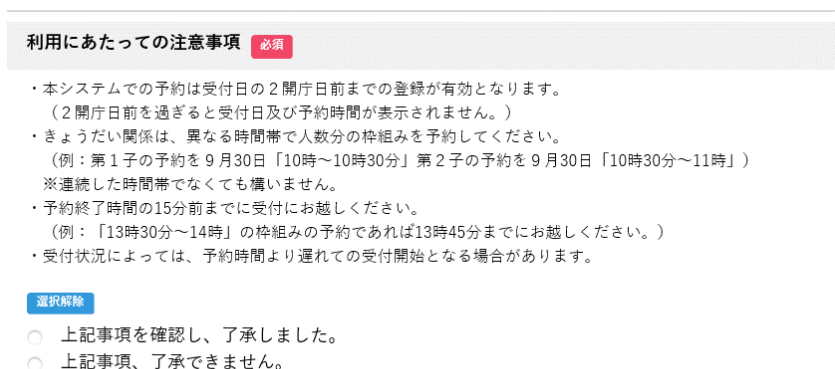 利用にあたっての注意事項 必須
・本システムでの予約は受付日の２開庁日前までの登録が有効となります。
（２開庁日前を過ぎると受付日及び予約時間が表示されません。）
・きょうだい関係は、異なる時間帯で人数分の枠組みを予約してください。
（例：第１子の予約を９月30日「10時～10時30分」第２子の予約を９月30日「10時30分～11時」）
※連続した時間帯でなくても構いません。
・予約終了時間の15分前までに受付にお越しください。
（例：「13時30分～14時」の枠組みの予約であれば13時45分までにお越しください。）
・受付状況によっては、予約時間より遅れての受付開始となる場合があります。
選択解除
上記事項を確認し、了承しました。
上記事項、了承できません。